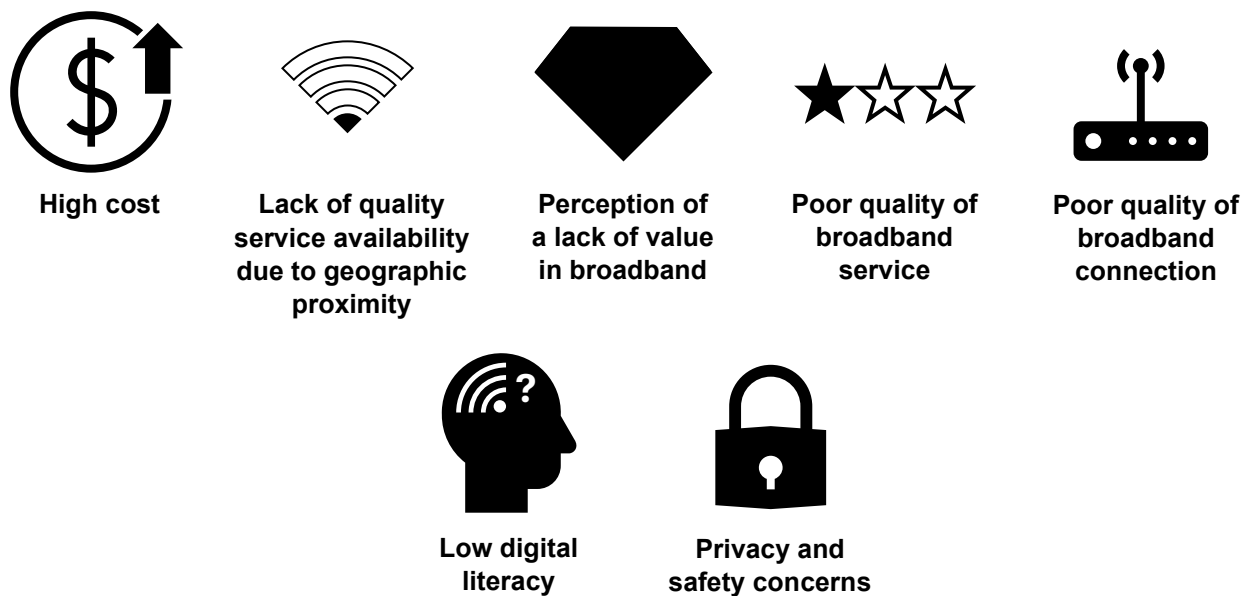 High cost
Lack of quality
service availability
due to geographic
proximity
Perception of
a lack of value
in broadband
Poor quality of
broadband
service
Poor quality of
broadband
connection
?
Low digital
literacy
Privacy and
safety concerns